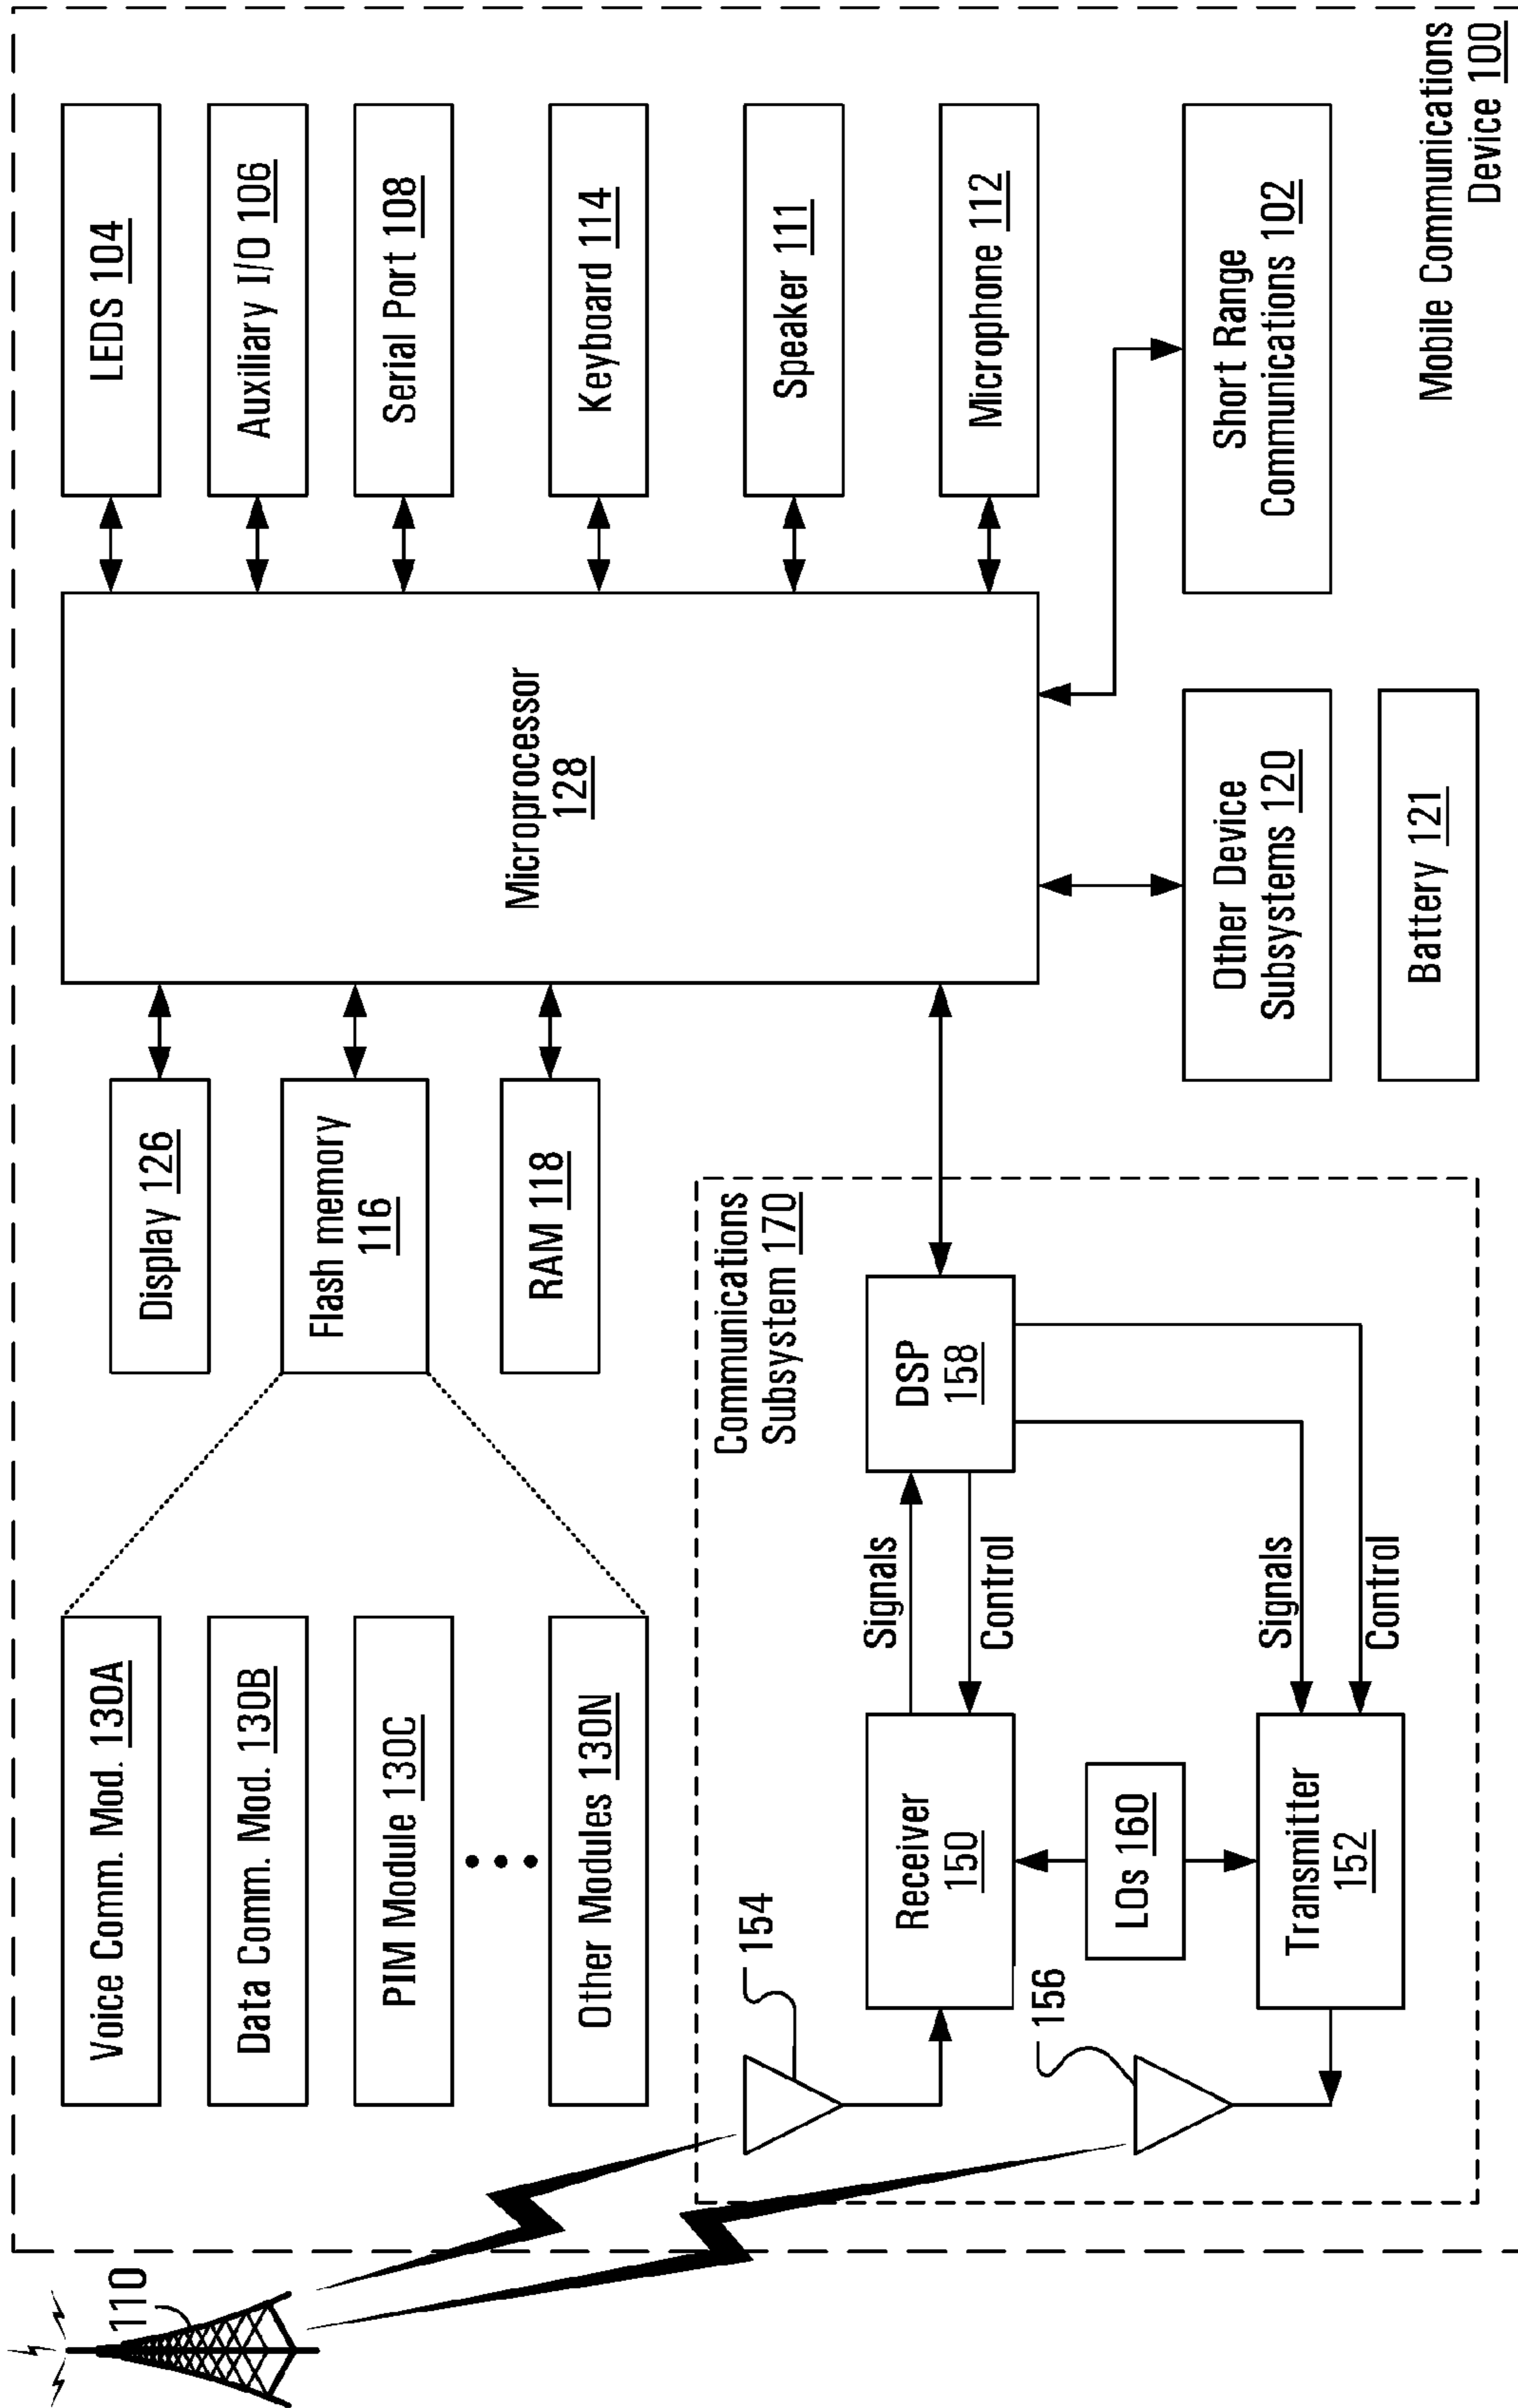 110
Voice Comm. Mod. 130A
Data Comm. Mod. 130B
PIM Module 130C
Other Modules 130N
Display 126
Flash memory
116
RAM 118
Microprocessor
128
LEDS 104
Auxiliary I/O 106
Serial Port 108
Keyboard 114
Speaker 111
Microphone 112
Short Range
Communications 102
Other Device
Subsystems 120
Battery 121
Communications
Subsystem 170
154
156
Receiver
150
LOs 160
Transmitter
152
Signals
Control
Signals
Control
DSP
158
Mobile Communications
Device 100